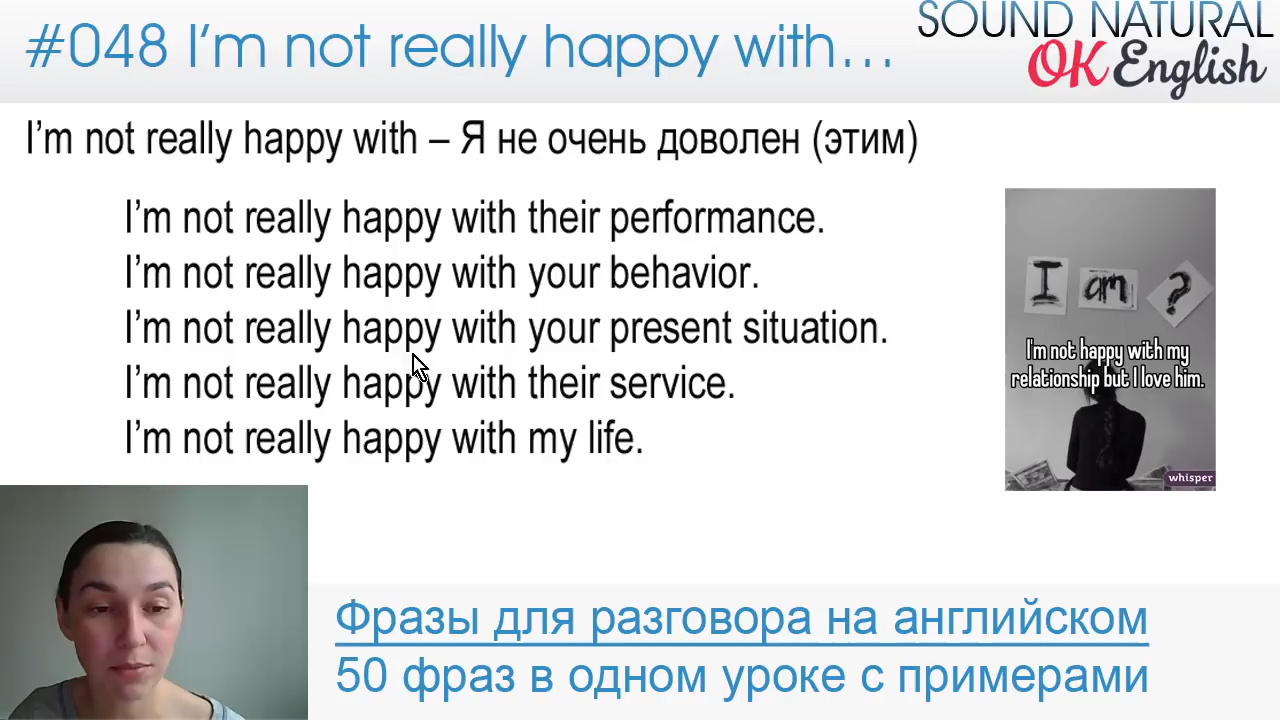 #048 I’m not really happy with…
SOUND NATURAL
OK English
I’m not really happy with – Я не очень доволен (этим)
I’m not really happy with their performance.
I’m not really happy with your behavior.
I’m not really happy with your present situation.
I’m not really happy with their service.
I’m not really happy with my life.
I am ?
I'm not happy with my
relationship but I love him.
whisper
Фразы для разговора на английском
50 фраз в одном уроке с примерами